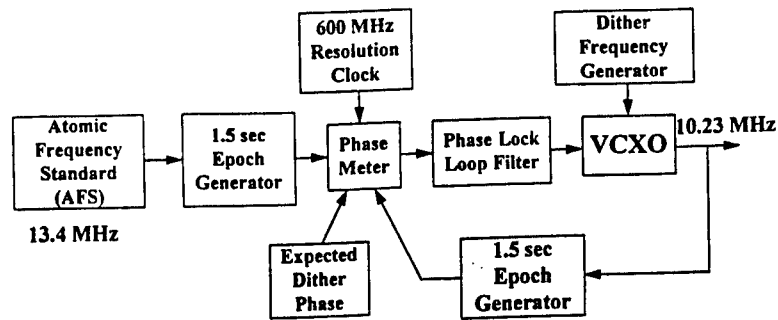 600 MHz
Resolution
Clock
Dither
Frequency
Generator
Atomic
Frequency
Standard
(AFS)
1.5 sec
Epoch
Generator
Phase
Meter
Phase Lock
Loop Filter
VCXO
10.23 MHz
13.4 MHz
Expected
Dither
Phase
1.5 sec
Epoch
Generator